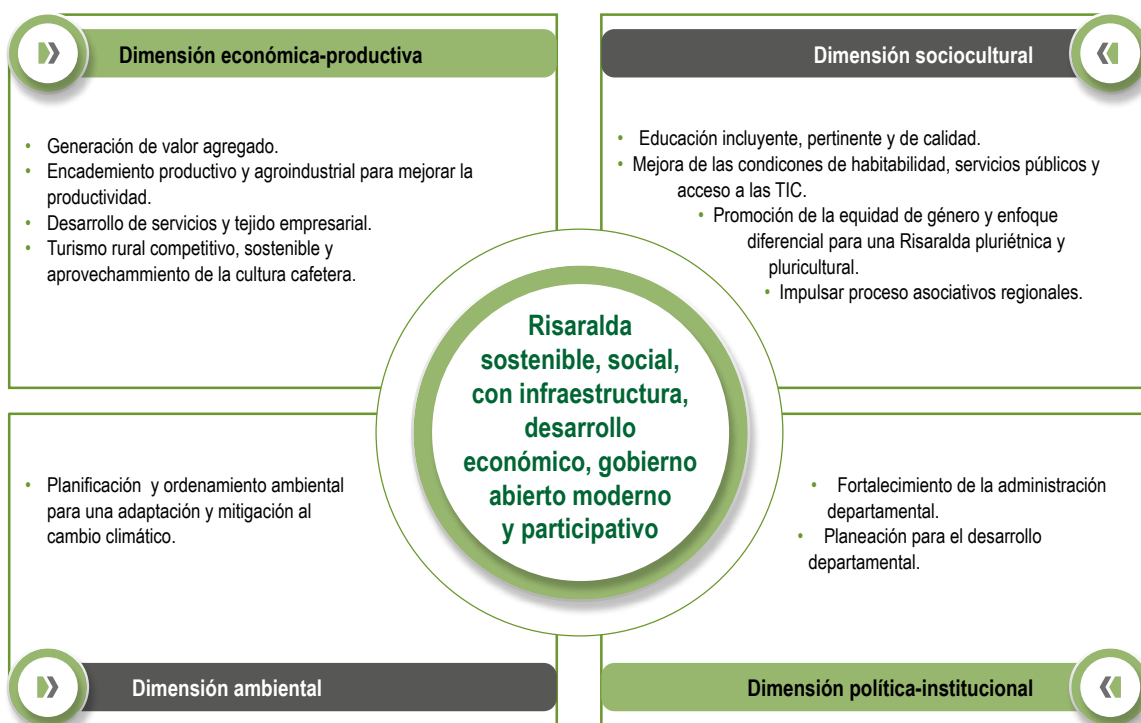 Dimensión económica-productiva
• Generación de valor agregado.
• Encademiento productivo y agroindustrial para mejorar la
productividad.
• Desarrollo de servicios y tejido empresarial.
• Turismo rural competitivo, sostenible y
aprovechammiento de la cultura cafetera.
Dimensión sociocultural
• Educación incluyente, pertinente y de calidad.
• Mejora de las condicones de habitabilidad, servicios públicos y
acceso a las TIC.
• Promoción de la equidad de género y enfoque
diferencial para una Risaralda pluriétnica y
pluricultural.
• Impulsar proceso asociativos regionales.
Risaralda
sostenible, social,
con infraestructura,
desarrollo
económico, gobierno
abierto moderno
y participativo
• Planificación y ordenamiento ambiental
para una adaptación y mitigación al
cambio climático.
Dimensión ambiental
• Fortalecimiento de la administración
departamental.
• Planeación para el desarrollo
departamental.
Dimensión política-institucional